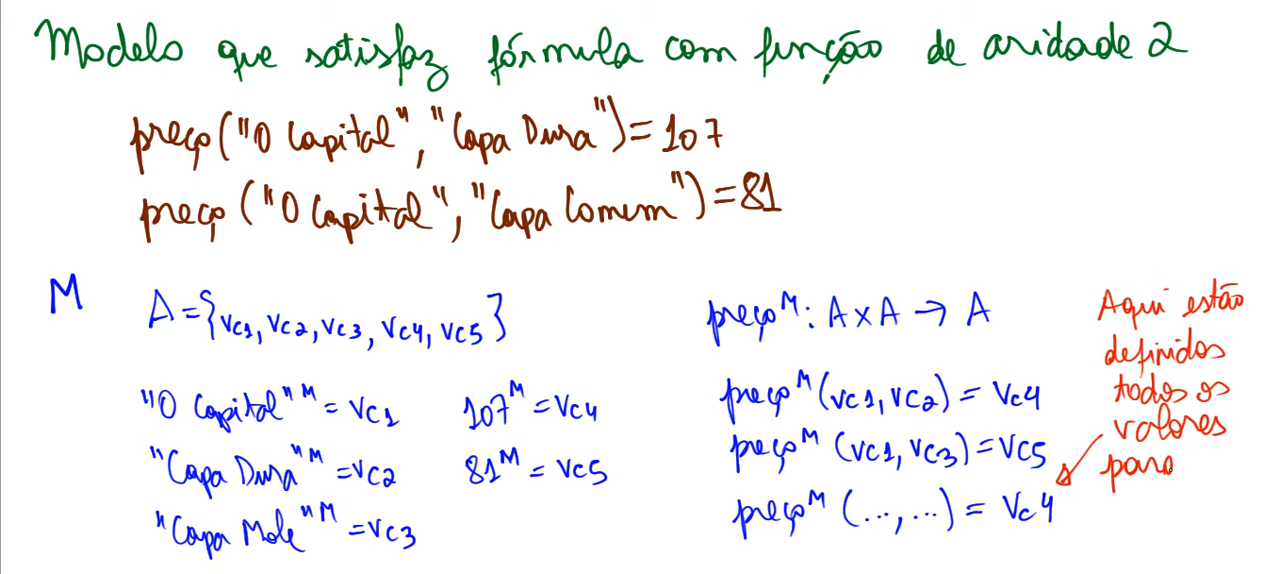 Modelo que satisfaz fórmula com função de aridade 2
preço("O Capital", "Capa Dura")=107
preço("O Capital", "Capa Comum")=81
M
A={vc1, vc2, vc3, vc4, vc5}
"O Capital"ᴹ = vc1
107ᴹ = vc4
"Capa Dura"ᴹ = vc2
81ᴹ = vc5
"Capa Mole"ᴹ = vc3
preçoᴹ: A x A → A
preçoᴹ(vc1, vc2) = vc4
preçoᴹ(vc1, vc3) = vc5
preçoᴹ(..., ...) = vc4
Aqui estão
definidos
todos os
valores
para